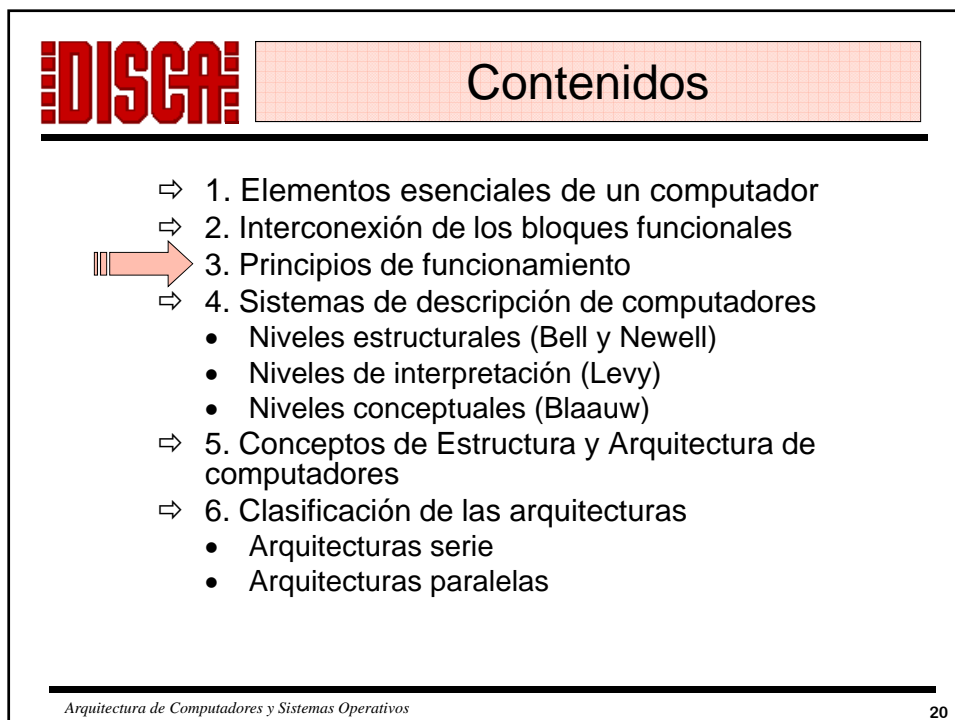 DISCA
Contenidos
⇨ 1. Elementos esenciales de un computador
⇨ 2. Interconexión de los bloques funcionales
3. Principios de funcionamiento
⇨ 4. Sistemas de descripción de computadores
• Niveles estructurales (Bell y Newell)
• Niveles de interpretación (Levy)
• Niveles conceptuales (Blaauw)
⇨ 5. Conceptos de Estructura y Arquitectura de
computadores
⇨ 6. Clasificación de las arquitecturas
• Arquitecturas serie
• Arquitecturas paralelas
Arquitectura de Computadores y Sistemas Operativos
20